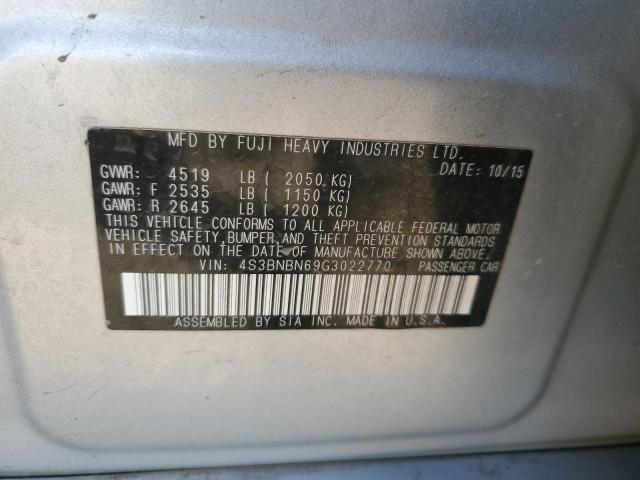 MFD BY FUJI HEAVY INDUSTRIES LTD.
DATE: 10/15
GVWR: 4519 LB ( 2050 KG)
GAWR: F 2535 LB ( 1150 KG)
GAWR: R 2645 LB ( 1200 KG)
THIS VEHICLE CONFORMS TO ALL APPLICABLE FEDERAL MOTOR
VEHICLE SAFETY, BUMPER, AND THEFT PREVENTION STANDARDS
IN EFFECT ON THE DATE OF MANUFACTURE SHOWN ABOVE.
VIN: 4S3BNBN69G3022770 PASSENGER CAR
ASSEMBLED BY SIA INC. MADE IN U.S.A.